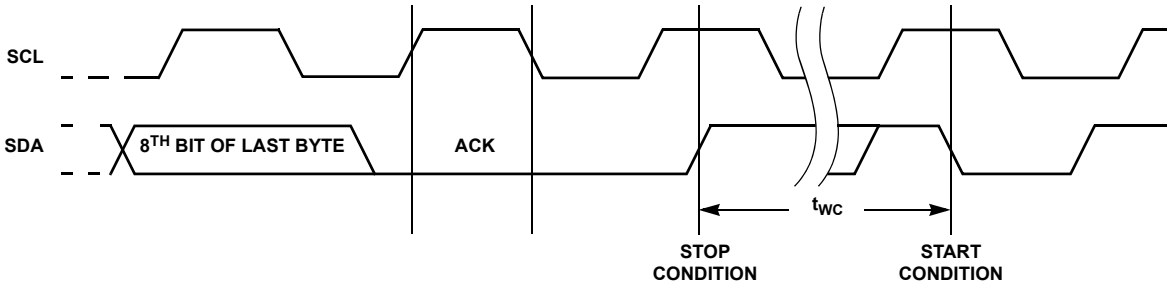 SCL
SDA
8TH BIT OF LAST BYTE
ACK
tWC
STOP
CONDITION
START
CONDITION